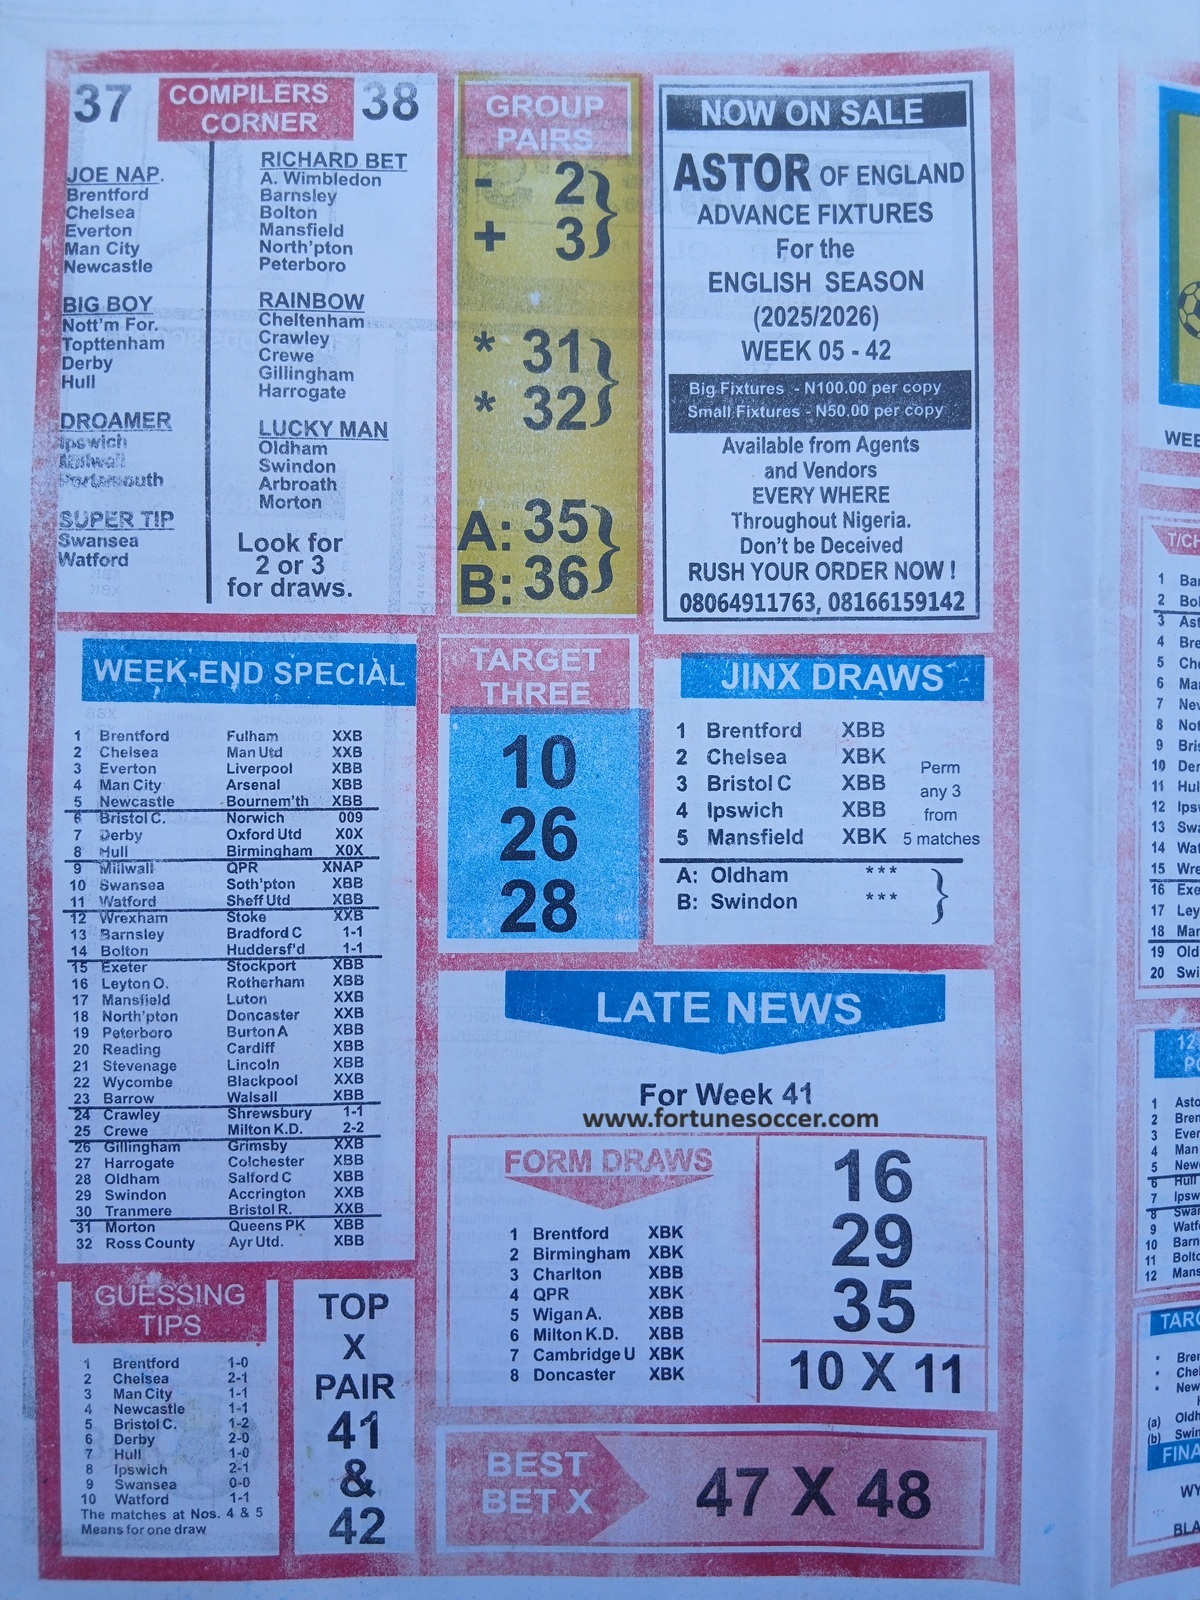 37 COMPILERS CORNER 38
JOE NAP.
Brentford
Chelsea
Everton
Man City
Newcastle
BIG BOY
Nott'm For.
Topttenham
Derby
Hull
DROAMER
Ipswich
Millwall
Portsmouth
SUPER TIP
Swansea
Watford
RICHARD BET
A. Wimbledon
Barnsley
Bolton
Mansfield
North'pton
Peterboro
RAINBOW
Cheltenham
Crawley
Crewe
Gillingham
Harrogate
LUCKY MAN
Oldham
Swindon
Arbroath
Morton
Look for
2 or 3
for draws.
GROUP
PAIRS
- 2
+ 3
* 31
* 32
A: 35
B: 36
NOW ON SALE
ASTOR OF ENGLAND
ADVANCE FIXTURES
For the
ENGLISH SEASON
(2025/2026)
WEEK 05 - 42
Big Fixtures - N100.00 per copy
Small Fixtures - N50.00 per copy
Available from Agents
and Vendors
EVERY WHERE
Throughout Nigeria.
Don't be Deceived
RUSH YOUR ORDER NOW !
08064911763, 08166159142
WEEK-END SPECIAL
1 Brentford Fulham XXB
2 Chelsea Man Utd XXB
3 Everton Liverpool XBB
4 Man City Arsenal XBB
5 Newcastle Bournem'th XBB
6 Bristol C. Norwich 009
7 Derby Oxford Utd X0X
8 Hull Birmingham X0X
9 Millwall QPR XNAP
10 Swansea Soth'pton XBB
11 Watford Sheff Utd XBB
12 Wrexham Stoke XXB
13 Barnsley Bradford C 1-1
14 Bolton Huddersf'd 1-1
15 Exeter Stockport XBB
16 Leyton O. Rotherham XBB
17 Mansfield Luton XXB
18 North'pton Doncaster XXB
19 Peterboro Burton A XBB
20 Reading Cardiff XBB
21 Stevenage Lincoln XBB
22 Wycombe Blackpool XXB
23 Barrow Walsall XBB
24 Crawley Shrewsbury 1-1
25 Crewe Milton K.D. 2-2
26 Gillingham Grimsby XXB
27 Harrogate Colchester XBB
28 Oldham Salford C XBB
29 Swindon Accrington XXB
30 Tranmere Bristol R. XXB
31 Morton Queens PK XBB
32 Ross County Ayr Utd. XBB
TARGET
THREE
10
26
28
JINX DRAWS
1 Brentford XBB
2 Chelsea XBK
3 Bristol C XBB
4 Ipswich XBB
5 Mansfield XBK
Perm
any 3
from
5 matches
A: Oldham ***
B: Swindon ***
LATE NEWS
For Week 41
www.fortunesoccer.com
FORM DRAWS
1 Brentford XBK
2 Birmingham XBK
3 Charlton XBB
4 QPR XBK
5 Wigan A. XBB
6 Milton K.D. XBB
7 Cambridge U XBK
8 Doncaster XBK
16
29
35
10 X 11
GUESSING
TIPS
1 Brentford 1-0
2 Chelsea 2-1
3 Man City 1-1
4 Newcastle 1-1
5 Bristol C. 1-2
6 Derby 2-0
7 Hull 1-0
8 Ipswich 2-1
9 Swansea 0-0
10 Watford 1-1
The matches at Nos. 4 & 5
Means for one draw
TOP
X
PAIR
41
&
42
BEST
BET X
47 X 48